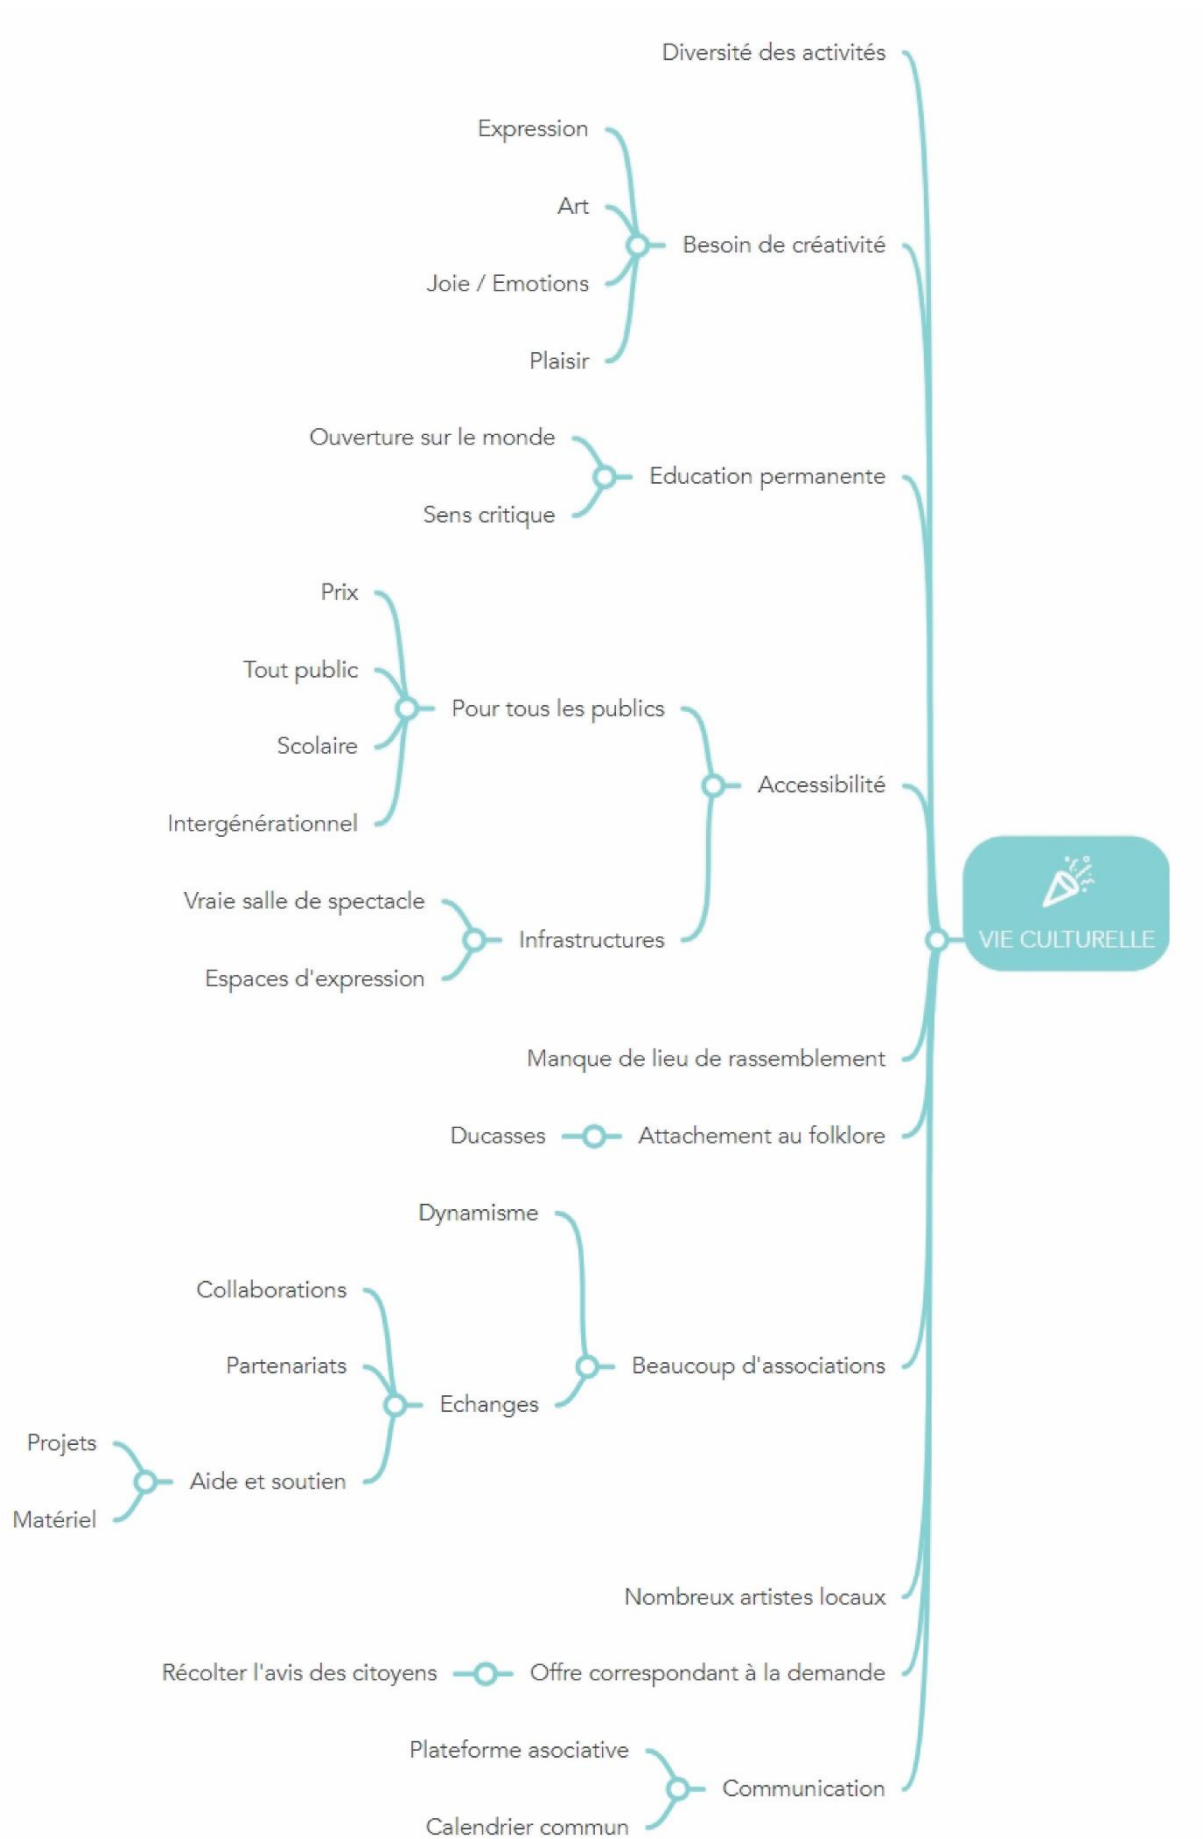 Diversité des activités
Expression
Art
Besoin de créativité
Joie / Emotions
Plaisir
Ouverture sur le monde
Education permanente
Sens critique
Prix
Tout public
Pour tous les publics
Scolaire
Accessibilité
Intergénérationnel
Vraie salle de spectacle
Infrastructures
VIE CULTURELLE
Espaces d'expression
Manque de lieu de rassemblement
Ducasses
Attachement au folklore
Dynamisme
Collaborations
Partenariats
Beaucoup d'associations
Echanges
Projets
Aide et soutien
Matériel
Nombreux artistes locaux
Récolter l'avis des citoyens
Offre correspondant à la demande
Plateforme asociative
Communication
Calendrier commun